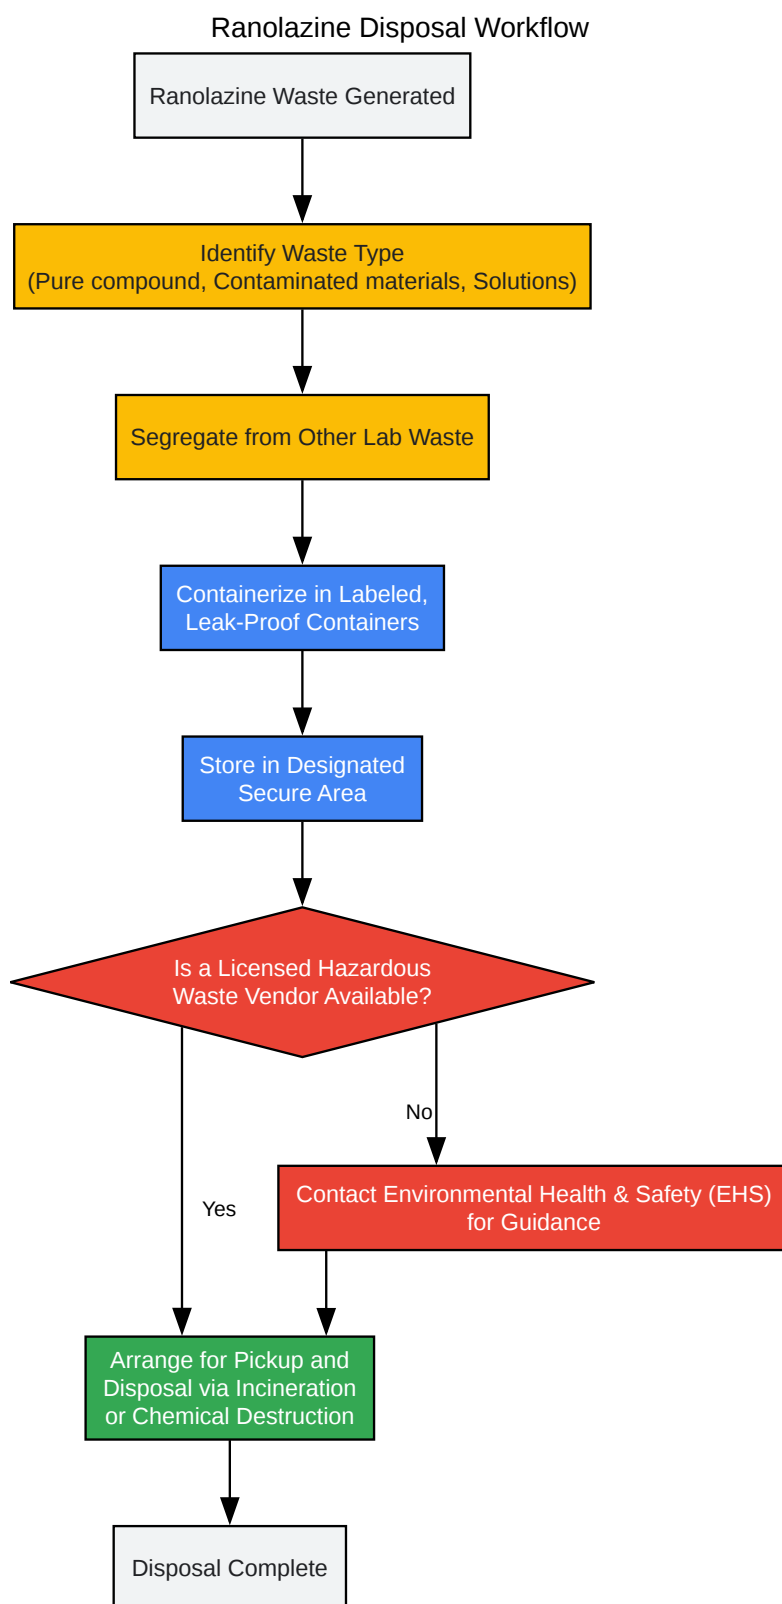 Ranolazine Disposal Workflow
Ranolazine Waste Generated
Identify Waste Type
(Pure compound, Contaminated materials, Solutions)
Segregate from Other Lab Waste
Containerize in Labeled,
Leak-Proof Containers
Store in Designated
Secure Area
Is a Licensed Hazardous
Waste Vendor Available?
No
Contact Environmental Health & Safety (EHS)
for Guidance
Yes
Arrange for Pickup and
Disposal via Incineration
or Chemical Destruction
Disposal Complete